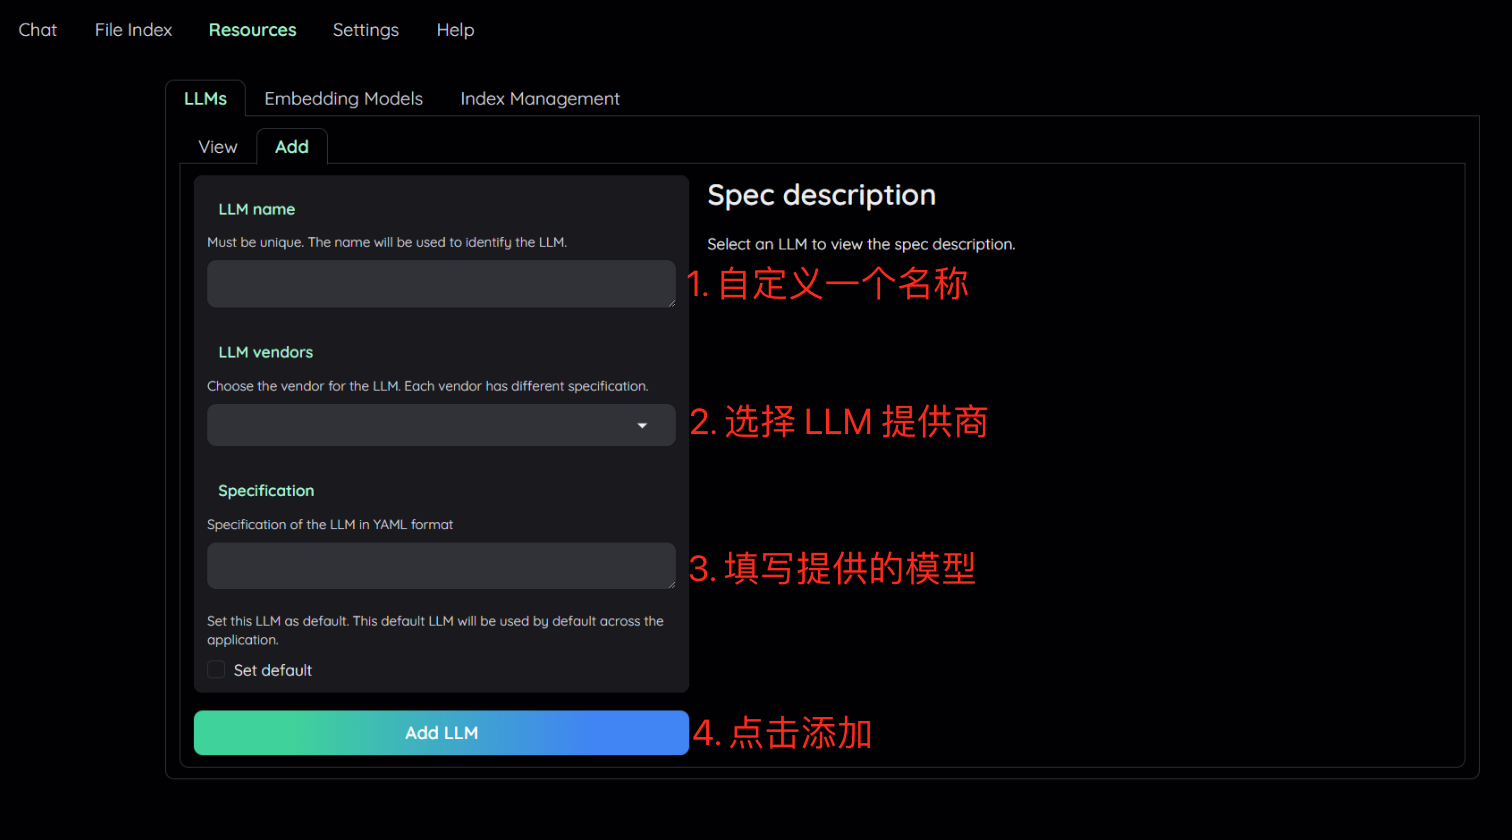 Chat File Index Resources Settings Help
LLMs Embedding Models Index Management
View Add
LLM name
Must be unique. The name will be used to identify the LLM.
Spec description
Select an LLM to view the spec description.
1. 自定义一个名称
LLM vendors
Choose the vendor for the LLM. Each vendor has different specification.
2. 选择 LLM 提供商
Specification
Specification of the LLM in YAML format
3. 填写提供的模型
Set this LLM as default. This default LLM will be used by default across the
application.
Set default
Add LLM
4. 点击添加